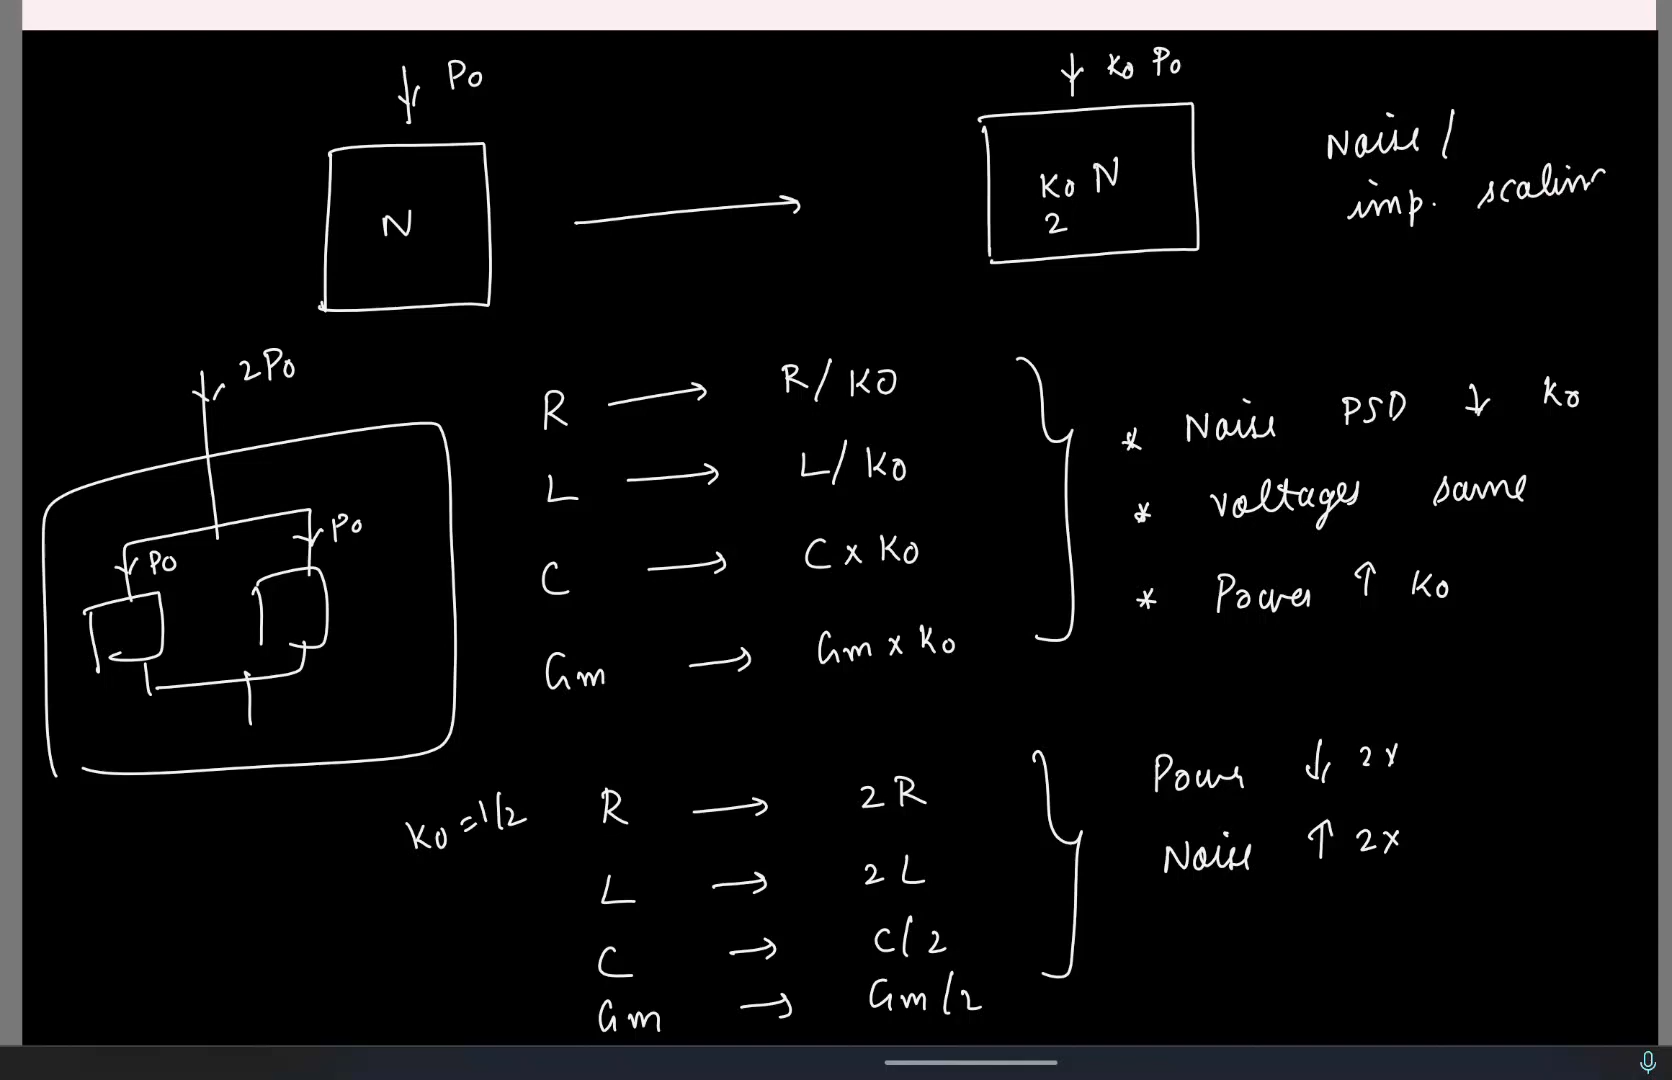 ↓ Po
↓ Ko Po
N
→
Ko N
2
Noise /
imp. scaling
↓ 2Po
↓ Po
↓ Po
R → R/KO
L → L/KO
C → C x KO
Gm → Gm x Ko
* Noise PSD ↓ Ko
* Voltages same
* Power ↑ Ko
Ko = 1/2
R → 2R
L → 2L
C → C/2
Gm → Gm/2
Power ↓ 2x
Noise ↑ 2x